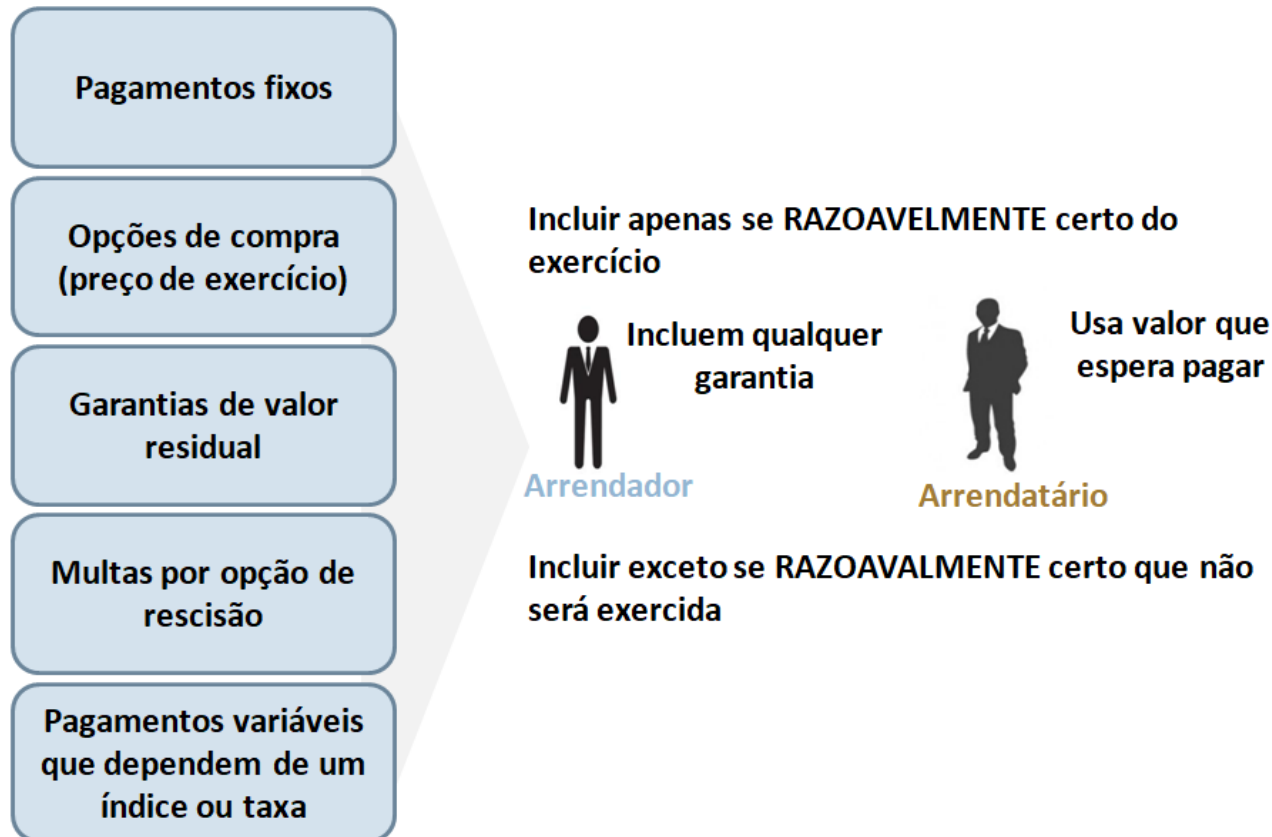 Pagamentos fixos
Opções de compra
(preço de exercício)
Garantias de valor
residual
Multas por opção de
rescisão
Pagamentos variáveis
que dependem de um
índice ou taxa
Incluir apenas se RAZOAVELMENTE certo do
exercício
Incluem qualquer
garantia
Arrendador
Usa valor que
espera pagar
Arrendatário
Incluir exceto se RAZOAVALMENTE certo que não
será exercida